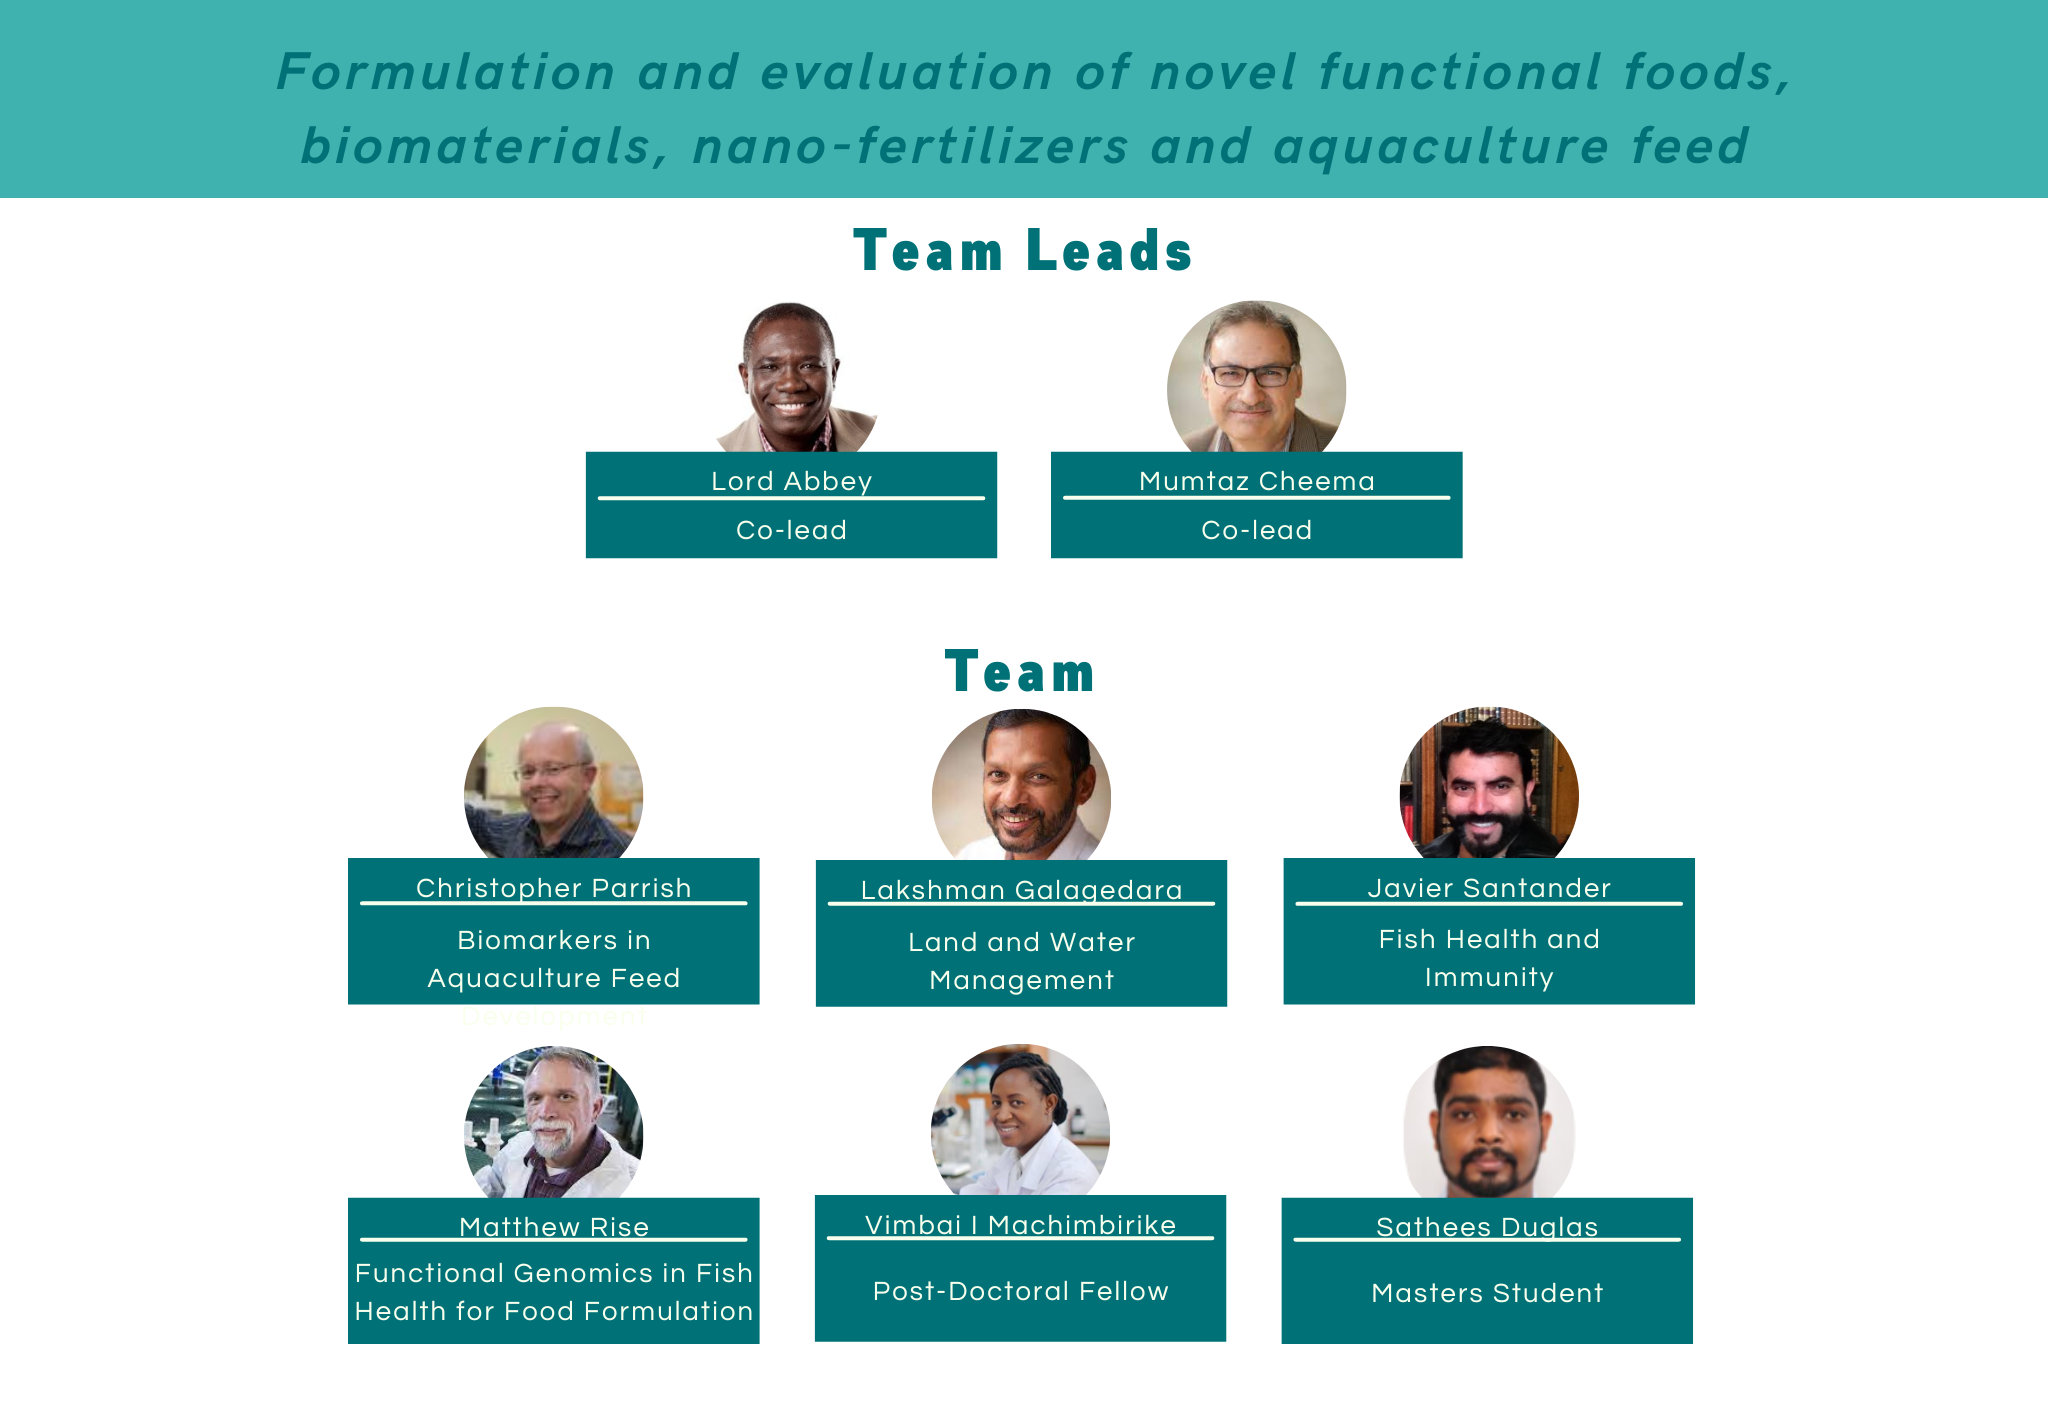 Formulation and evaluation of novel functional foods,
biomaterials, nano-fertilizers and aquaculture feed
Team Leads
Lord Abbey
Co-lead
Mumtaz Cheema
Co-lead
Team
Christopher Parrish
Biomarkers in
Aquaculture Feed
Development
Lakshman Galagedara
Land and Water
Management
Javier Santander
Fish Health and
Immunity
Matthew Rise
Functional Genomics in Fish
Health for Food Formulation
Vimbai I Machimbirike
Post-Doctoral Fellow
Sathees Duglas
Masters Student